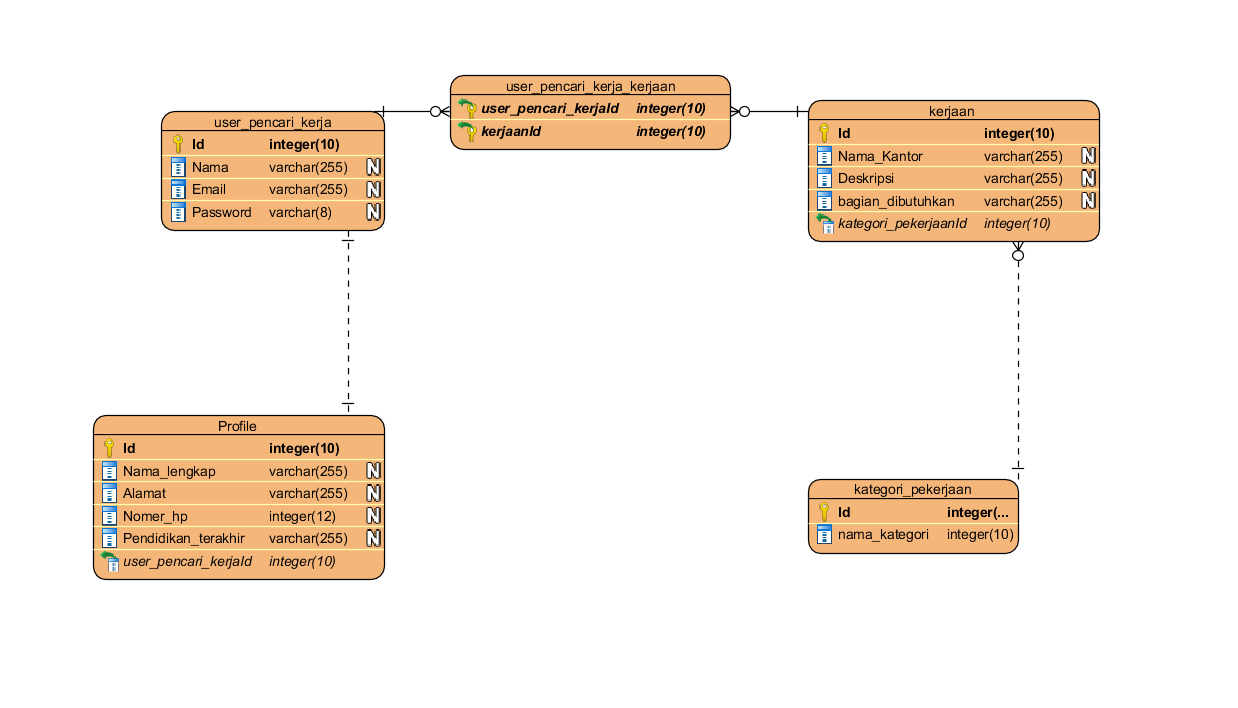 user_pencari_kerja_kerjaan
user_pencari_kerjaId integer(10)
kerjaanId integer(10)
user_pencari_kerja
Id integer(10)
Nama varchar(255) N
Email varchar(255) N
Password varchar(8) N
kerjaan
Id integer(10)
Nama_Kantor varchar(255) N
Deskripsi varchar(255) N
bagian_dibutuhkan varchar(255) N
kategori_pekerjaanId integer(10)
Profile
Id integer(10)
Nama_lengkap varchar(255) N
Alamat varchar(255) N
Nomer_hp integer(12) N
Pendidikan_terakhir varchar(255) N
user_pencari_kerjaId integer(10)
kategori_pekerjaan
Id integer(...
nama_kategori integer(10)